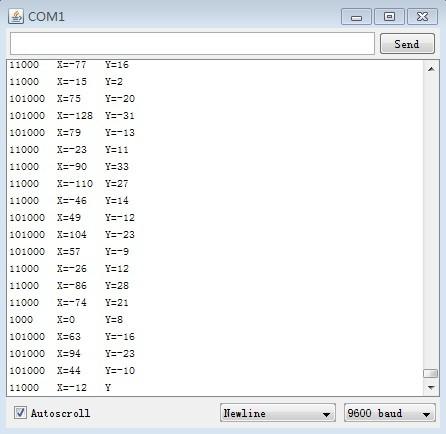 COM1
Send
11000 X=-77 Y=16
11000 X=-15 Y=2
101000 X=75 Y=-20
101000 X=-128 Y=-31
101000 X=79 Y=-13
11000 X=-23 Y=11
11000 X=-90 Y=33
11000 X=-110 Y=27
11000 X=-46 Y=14
101000 X=49 Y=-12
101000 X=104 Y=-23
101000 X=57 Y=-9
11000 X=-26 Y=12
11000 X=-86 Y=28
11000 X=-74 Y=21
1000 X=0 Y=8
101000 X=63 Y=-16
101000 X=94 Y=-23
101000 X=44 Y=-10
11000 X=-12 Y
Autoscroll Newline 9600 baud